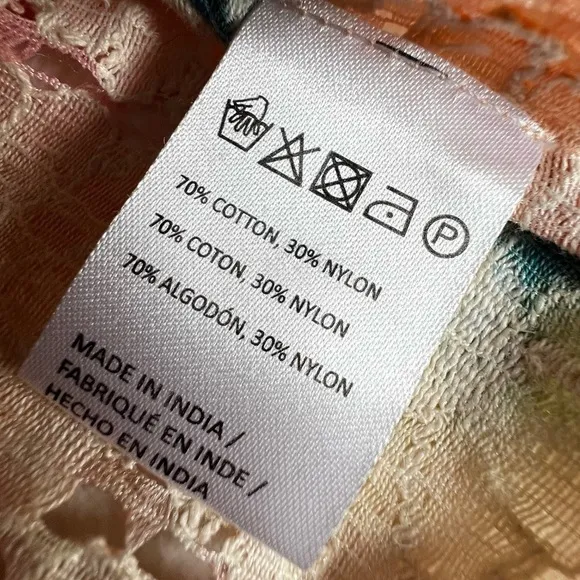 P
70% COTTON, 30% NYLON
70% COTON, 30% NYLON
70% ALGODÓN, 30% NYLON
MADE IN INDIA /
FABRIQUÉ EN INDE /
HECHO EN INDIA